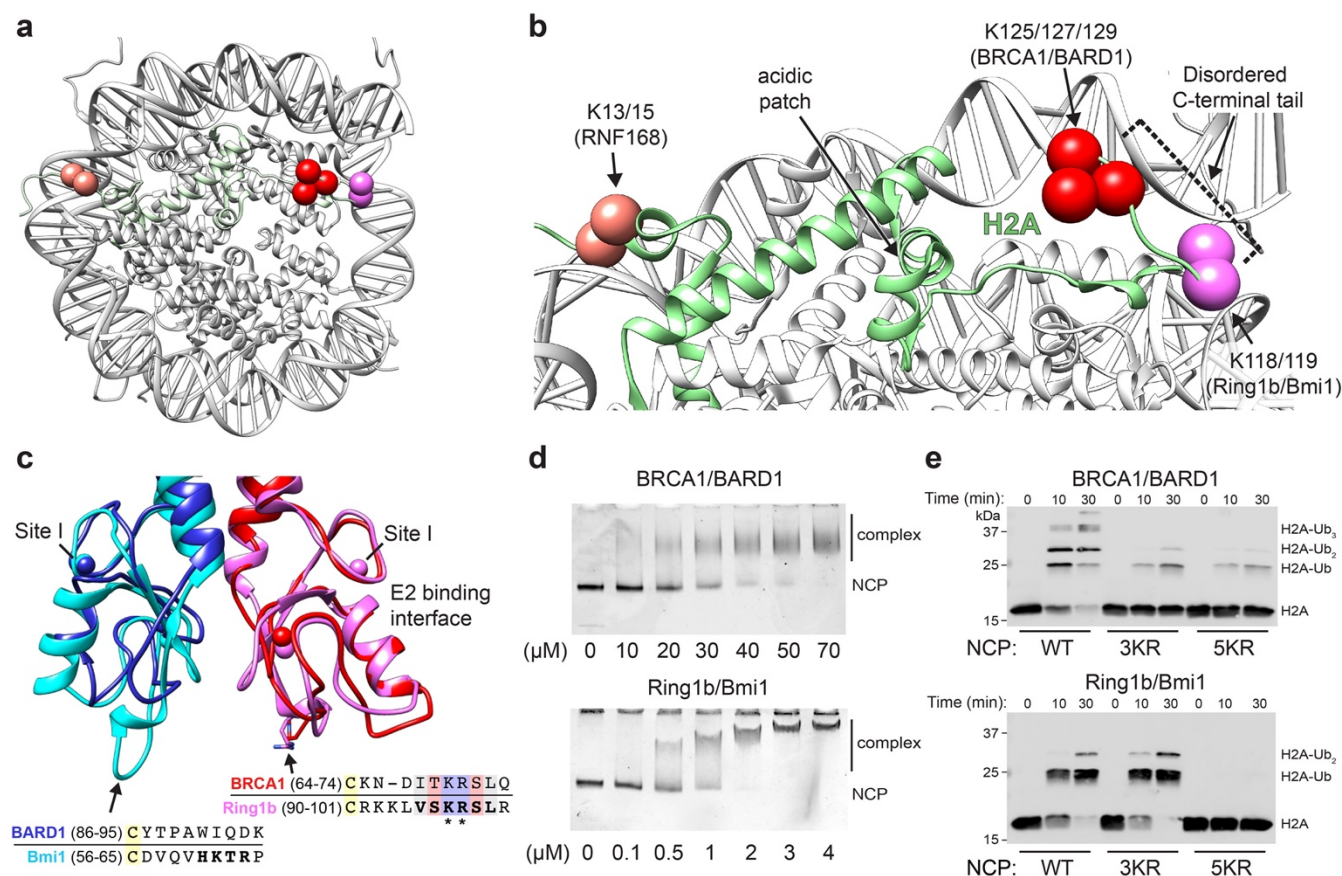 a
b
K13/15
(RNF168)
acidic
patch
K125/127/129
(BRCA1/BARD1)
Disordered
C-terminal tail
H2A
K118/119
(Ring1b/Bmi1)
c
Site I
Site I
E2 binding
interface
BRCA1 (64-74) CKN-DITKRSLQ
Ring1b (90-101) CRKKLVSKRSLR
* *
BARD1 (86-95) CYTPAWIQDK
Bmi1 (56-65) CDVQVHKTRP
d
BRCA1/BARD1
complex
NCP
(µM) 0 10 20 30 40 50 70
Ring1b/Bmi1
complex
NCP
(µM) 0 0.1 0.5 1 2 3 4
e
BRCA1/BARD1
Time (min): 0 10 30 0 10 30 0 10 30
kDa
37
25
15
H2A-Ub3
H2A-Ub2
H2A-Ub
H2A
NCP: WT 3KR 5KR
Ring1b/Bmi1
Time (min): 0 10 30 0 10 30 0 10 30
37
25
15
H2A-Ub2
H2A-Ub
H2A
NCP: WT 3KR 5KR